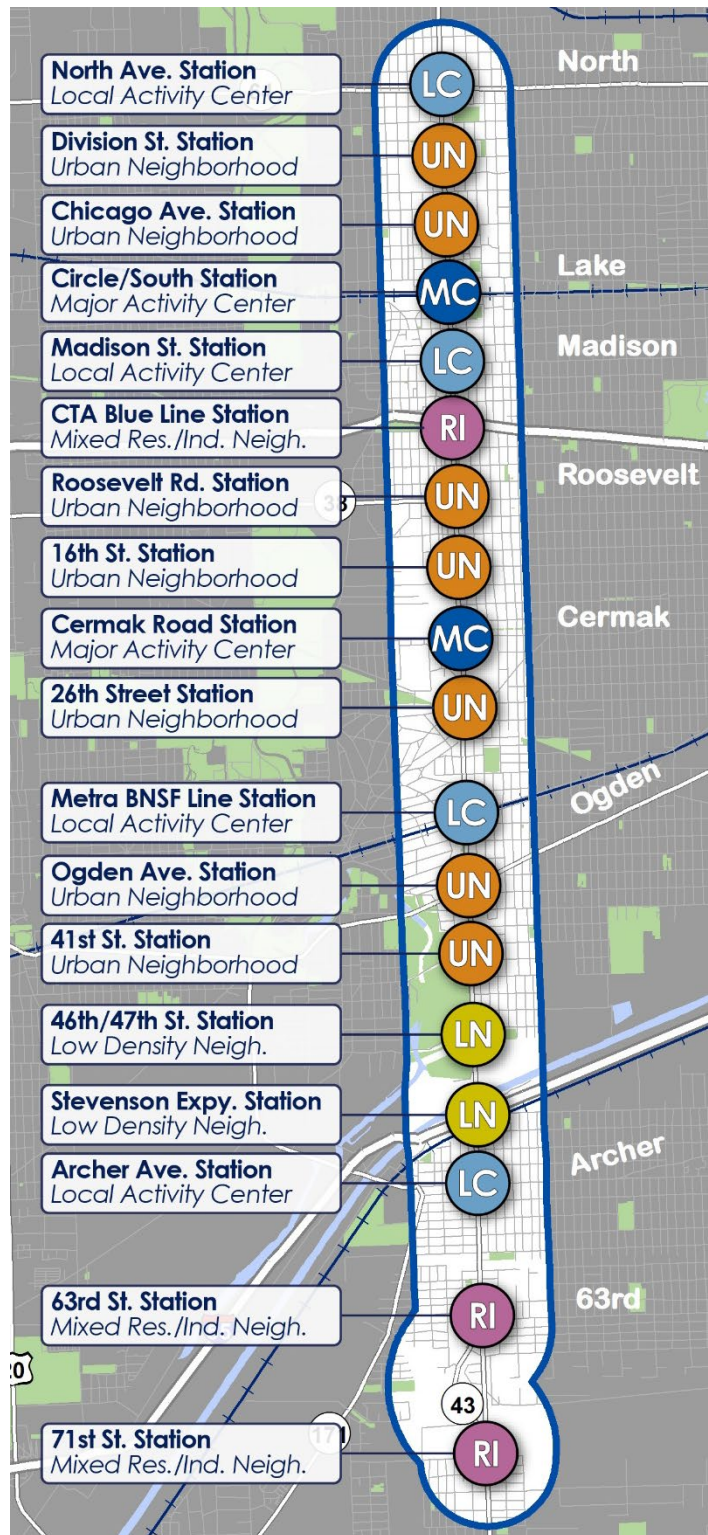 North Ave. Station
Local Activity Center
LC
North
Division St. Station
Urban Neighborhood
UN
Chicago Ave. Station
Urban Neighborhood
UN
Circle/South Station
Major Activity Center
MC
Lake
Madison St. Station
Local Activity Center
LC
Madison
CTA Blue Line Station
Mixed Res./Ind. Neigh.
RI
Roosevelt Rd. Station
Urban Neighborhood
UN
Roosevelt
16th St. Station
Urban Neighborhood
UN
Cermak Road Station
Major Activity Center
MC
Cermak
26th Street Station
Urban Neighborhood
UN
Metra BNSF Line Station
Local Activity Center
LC
Ogden
Ogden Ave. Station
Urban Neighborhood
UN
41st St. Station
Urban Neighborhood
UN
46th/47th St. Station
Low Density Neigh.
LN
Stevenson Expy. Station
Low Density Neigh.
LN
Archer Ave. Station
Local Activity Center
LC
Archer
63rd St. Station
Mixed Res./Ind. Neigh.
RI
63rd
20
43
171
71st St. Station
Mixed Res./Ind. Neigh.
RI